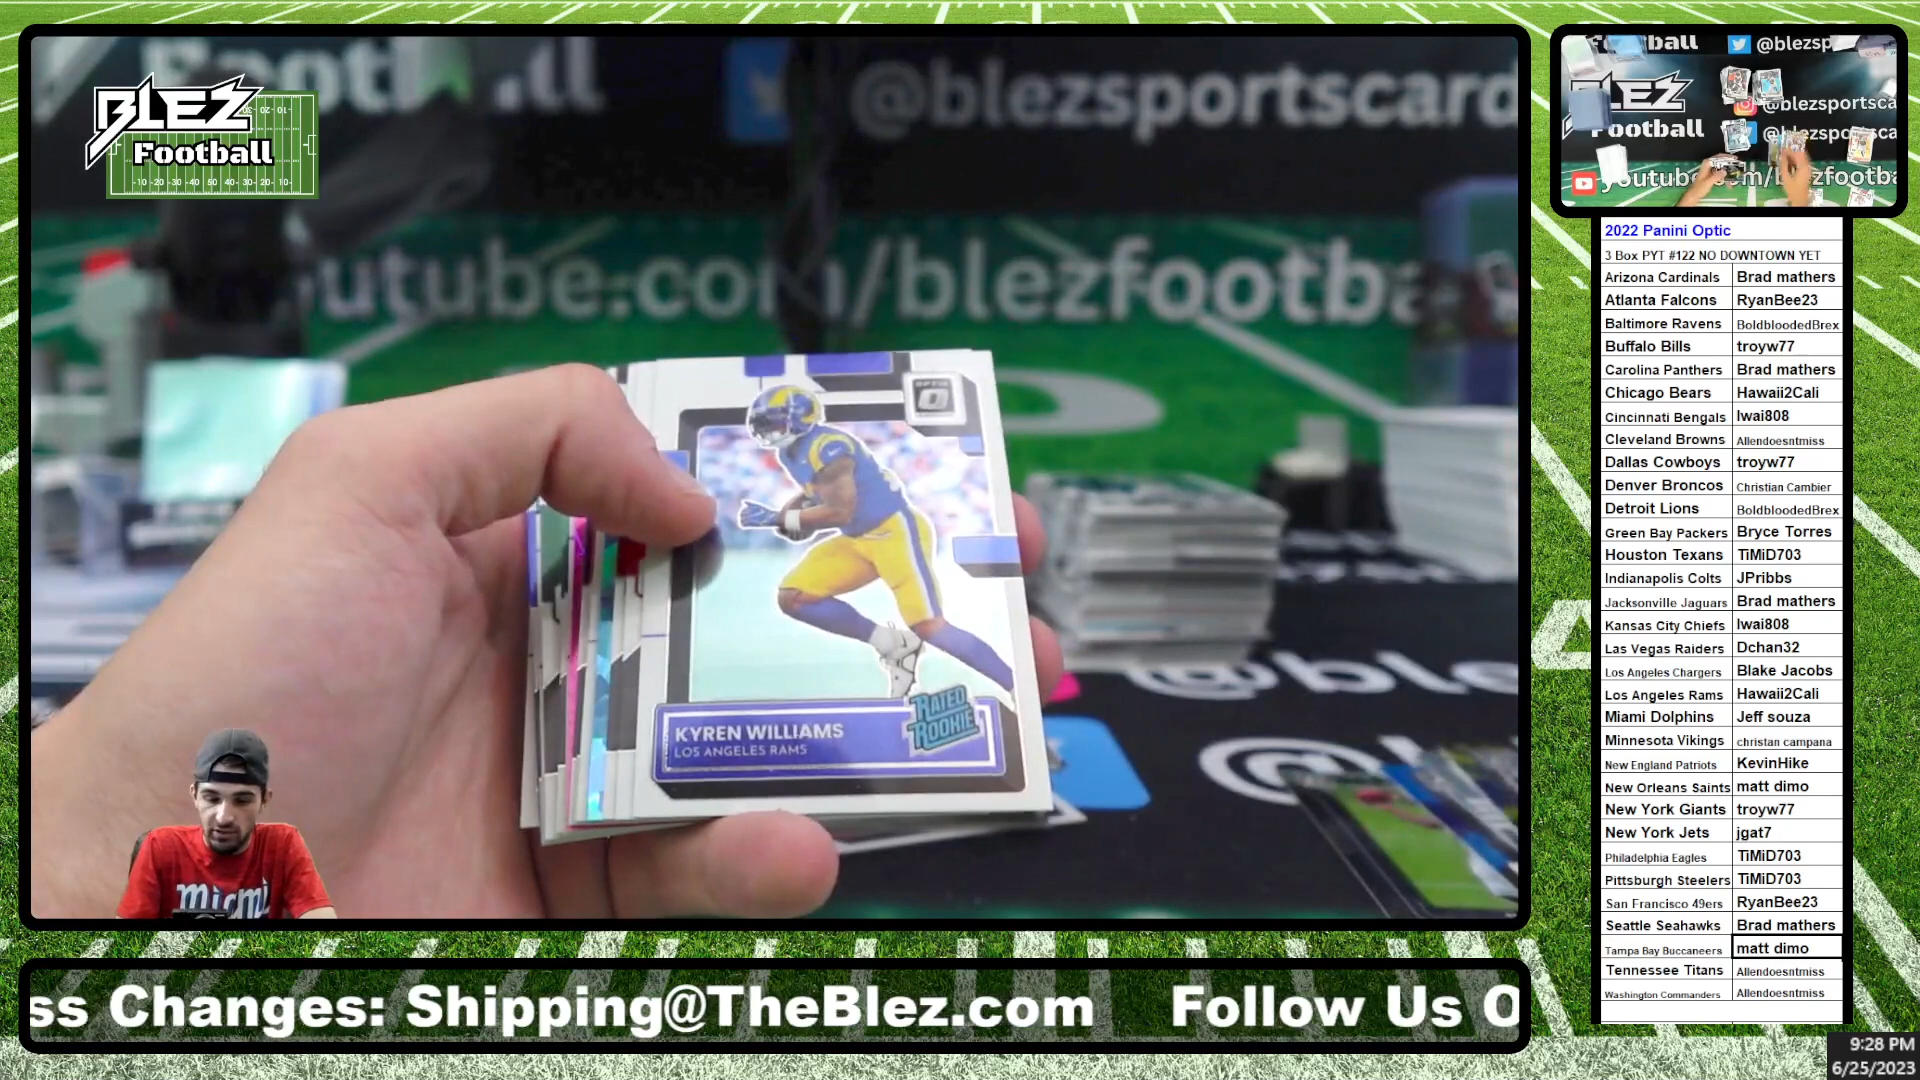 BLEZ
Football
@blezsportscard
utube.com/blezfootba
OPTIC
KYREN WILLIAMS
LOS ANGELES RAMS
RATED
ROOKIE
miami
ss Changes: Shipping@TheBlez.com Follow Us O
@blezsp
LEZ
Football
@blezsportsca
@blezsportsca
2022 Panini Optic
3 Box PYT #122 NO DOWNTOWN YET
Arizona Cardinals Brad mathers
Atlanta Falcons RyanBee23
Baltimore Ravens BoldbloodedBrex
Buffalo Bills troyw77
Carolina Panthers Brad mathers
Chicago Bears Hawaii2Cali
Cincinnati Bengals lwai808
Cleveland Browns Allendoesntmiss
Dallas Cowboys troyw77
Denver Broncos Christian Cambier
Detroit Lions BoldbloodedBrex
Green Bay Packers Bryce Torres
Houston Texans TiMiD703
Indianapolis Colts JPribbs
Jacksonville Jaguars Brad mathers
Kansas City Chiefs lwai808
Las Vegas Raiders Dchan32
Los Angeles Chargers Blake Jacobs
Los Angeles Rams Hawaii2Cali
Miami Dolphins Jeff souza
Minnesota Vikings christan campana
New England Patriots KevinHike
New Orleans Saints matt dimo
New York Giants troyw77
New York Jets jgat7
Philadelphia Eagles TiMiD703
Pittsburgh Steelers TiMiD703
San Francisco 49ers RyanBee23
Seattle Seahawks Brad mathers
Tampa Bay Buccaneers matt dimo
Tennessee Titans Allendoesntmiss
Washington Commanders Allendoesntmiss
9:28 PM
6/25/2023